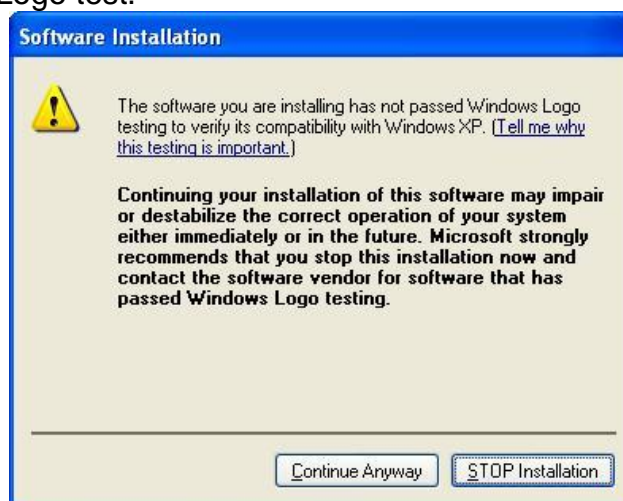 Logo test.
Software Installation
The software you are installing has not passed Windows Logo
testing to verify its compatibility with Windows XP. (Tell me why
this testing is important.)
Continuing your installation of this software may impair
or destabilize the correct operation of your system
either immediately or in the future. Microsoft strongly
recommends that you stop this installation now and
contact the software vendor for software that has
passed Windows Logo testing.
Continue Anyway
STOP Installation